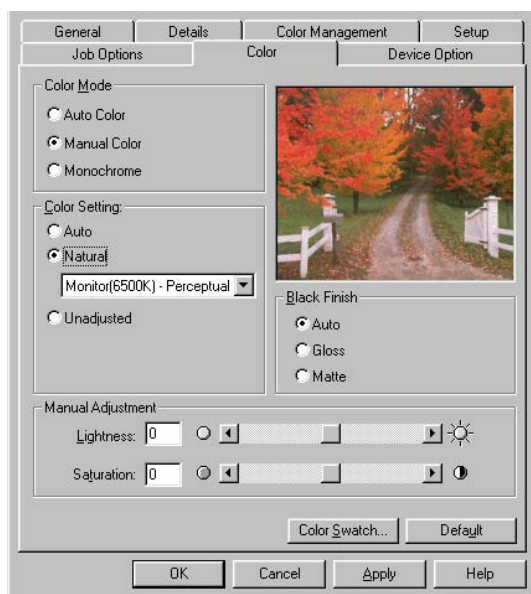 General Details Color Management Setup
Job Options Color Device Option
Color Mode
Auto Color
Manual Color
Monochrome
Color Setting:
Auto
Natural
Monitor(6500K) - Perceptual
Unadjusted
Black Finish
Auto
Gloss
Matte
Manual Adjustment
Lightness: 0
Saturation: 0
Color Swatch... Default
OK Cancel Apply Help